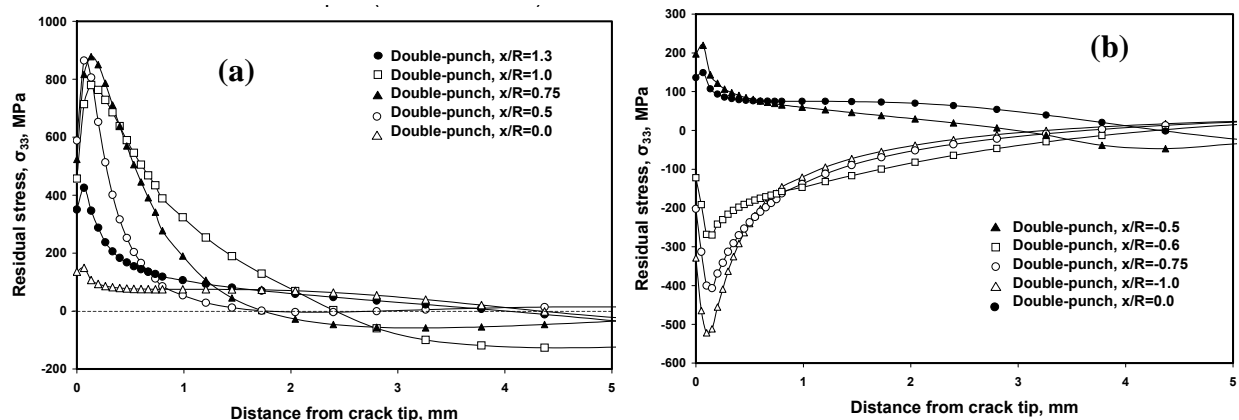 1000
800
600
400
200
0
-200
Residual stress, σ33, MPa
(a)
Double-punch, x/R=1.3
Double-punch, x/R=1.0
Double-punch, x/R=0.75
Double-punch, x/R=0.5
Double-punch, x/R=0.0
0 1 2 3 4 5
Distance from crack tip, mm
300
200
100
0
-100
-200
-300
-400
-500
-600
Residual stress, σ33, MPa
(b)
Double-punch, x/R=-0.5
Double-punch, x/R=-0.6
Double-punch, x/R=-0.75
Double-punch, x/R=-1.0
Double-punch, x/R=0.0
0 1 2 3 4 5
Distance from crack tip, mm